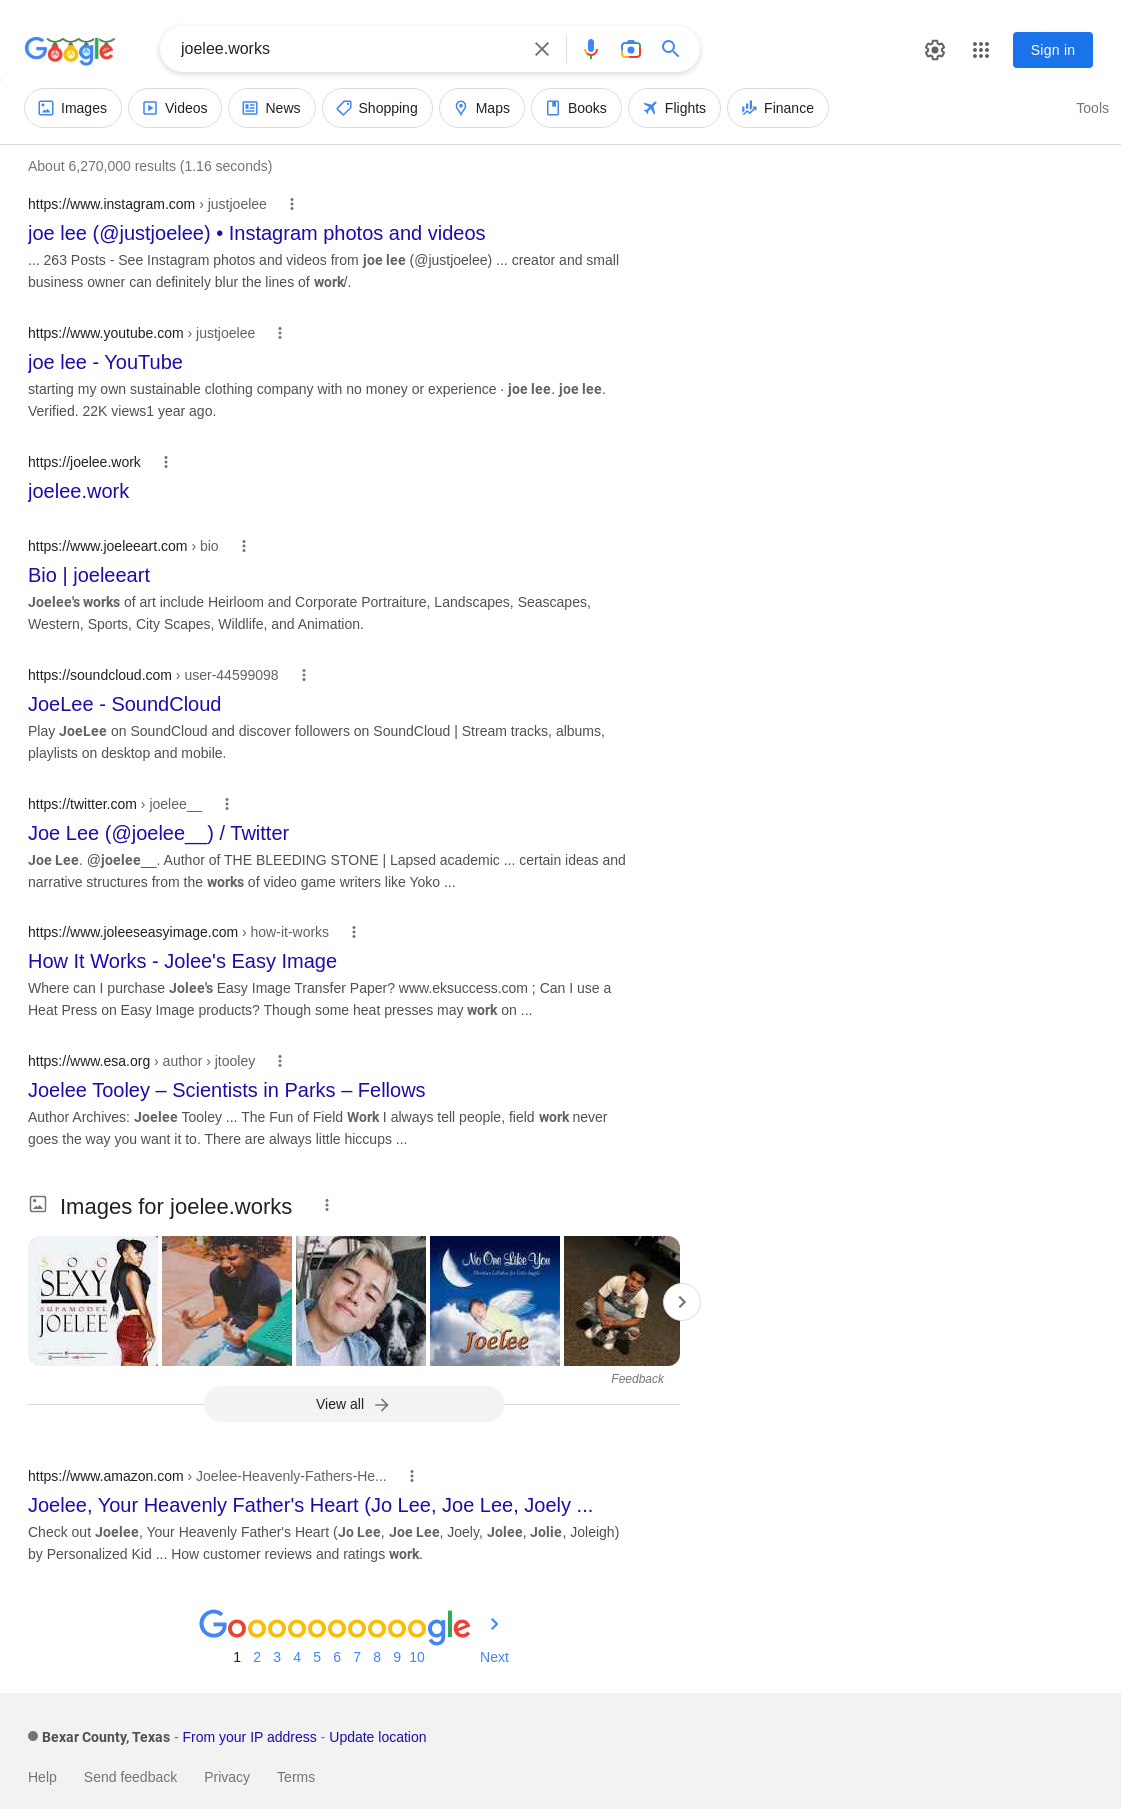 Google
joelee.works
Sign in
Images
Videos
News
Shopping
Maps
Books
Flights
Finance
Tools
About 6,270,000 results (1.16 seconds)
https://www.instagram.com › justjoelee
joe lee (@justjoelee) • Instagram photos and videos
... 263 Posts - See Instagram photos and videos from joe lee (@justjoelee) ... creator and small
business owner can definitely blur the lines of work/.
https://www.youtube.com › justjoelee
joe lee - YouTube
starting my own sustainable clothing company with no money or experience · joe lee. joe lee.
Verified. 22K views1 year ago.
https://joelee.work
joelee.work
https://www.joeleeart.com › bio
Bio | joeleeart
Joelee's works of art include Heirloom and Corporate Portraiture, Landscapes, Seascapes,
Western, Sports, City Scapes, Wildlife, and Animation.
https://soundcloud.com › user-44599098
JoeLee - SoundCloud
Play JoeLee on SoundCloud and discover followers on SoundCloud | Stream tracks, albums,
playlists on desktop and mobile.
https://twitter.com › joelee__
Joe Lee (@joelee__) / Twitter
Joe Lee. @joelee__. Author of THE BLEEDING STONE | Lapsed academic ... certain ideas and
narrative structures from the works of video game writers like Yoko ...
https://www.joleeseasyimage.com › how-it-works
How It Works - Jolee's Easy Image
Where can I purchase Jolee's Easy Image Transfer Paper? www.eksuccess.com ; Can I use a
Heat Press on Easy Image products? Though some heat presses may work on ...
https://www.esa.org › author › jtooley
Joelee Tooley – Scientists in Parks – Fellows
Author Archives: Joelee Tooley ... The Fun of Field Work I always tell people, field work never
goes the way you want it to. There are always little hiccups ...
Images for joelee.works
SOO
SEXY
SUPAMODEL
JOELEE
No One Like You
Joelee
Feedback
View all
https://www.amazon.com › Joelee-Heavenly-Fathers-He...
Joelee, Your Heavenly Father's Heart (Jo Lee, Joe Lee, Joely ...
Check out Joelee, Your Heavenly Father's Heart (Jo Lee, Joe Lee, Joely, Jolee, Jolie, Joleigh)
by Personalized Kid ... How customer reviews and ratings work.
Goooooooooogle
1 2 3 4 5 6 7 8 9 10 Next
Bexar County, Texas - From your IP address - Update location
Help Send feedback Privacy Terms